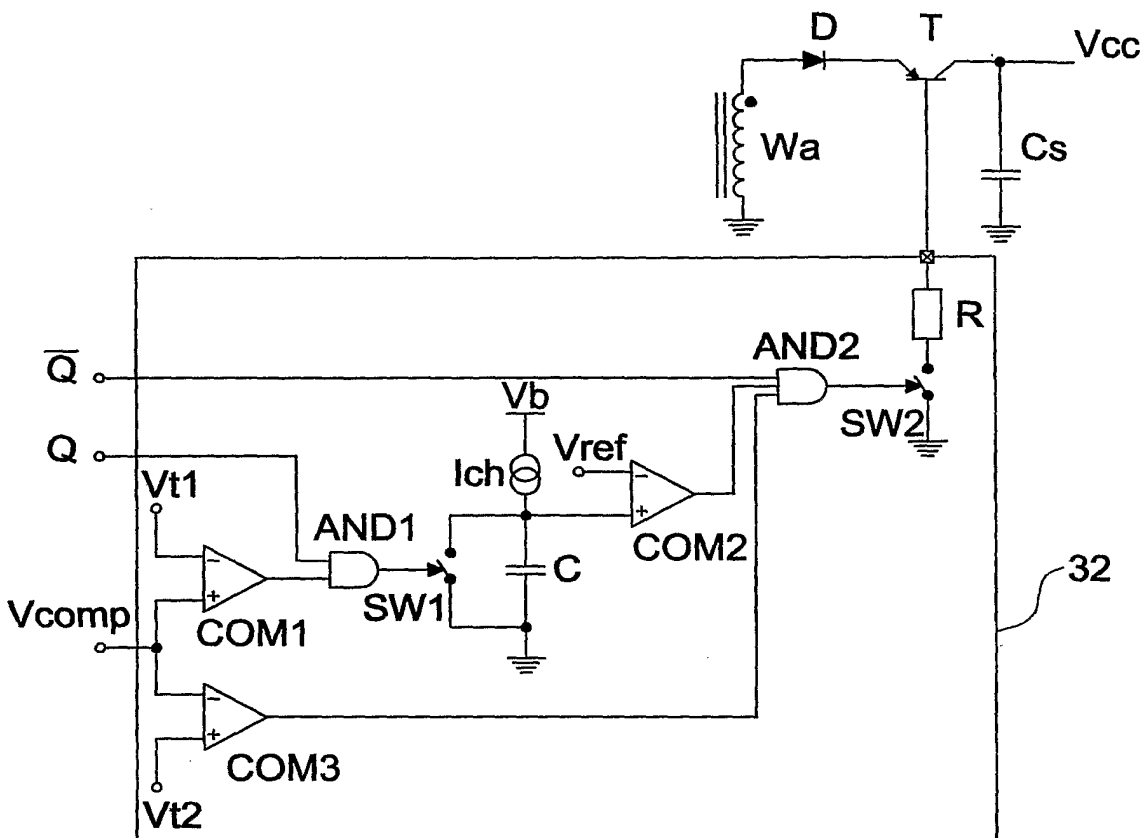 D
T
Vcc
Wa
Cs
R
AND2
SW2
Q̅
Q
Vb
Vref
Ich
Vt1
AND1
COM2
C
SW1
Vcomp
COM1
32
COM3
Vt2
- + - + - +